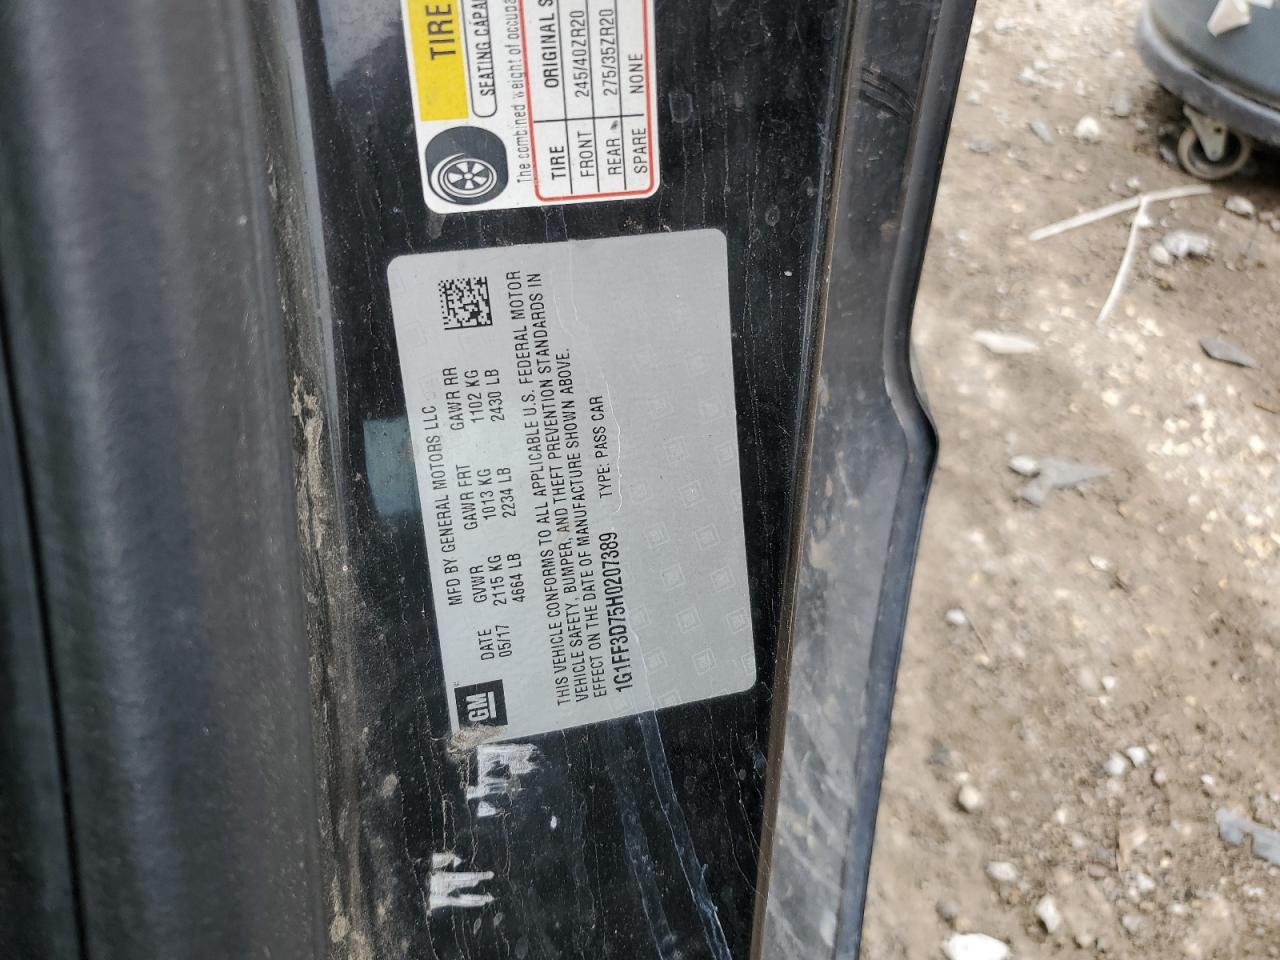 TIRE
SEATING CAPA
The combined weight of occupa
TIRE ORIGINAL S
FRONT 245/40ZR20
REAR 275/35ZR20
SPARE NONE
GM
MFD BY GENERAL MOTORS LLC
DATE GVWR GAWR FRT GAWR RR
05/17 2115 KG 1013 KG 1102 KG
4664 LB 2234 LB 2430 LB
THIS VEHICLE CONFORMS TO ALL APPLICABLE U.S. FEDERAL MOTOR
VEHICLE SAFETY, BUMPER, AND THEFT PREVENTION STANDARDS IN
EFFECT ON THE DATE OF MANUFACTURE SHOWN ABOVE.
1G1FF3D75H0207389 TYPE: PASS CAR